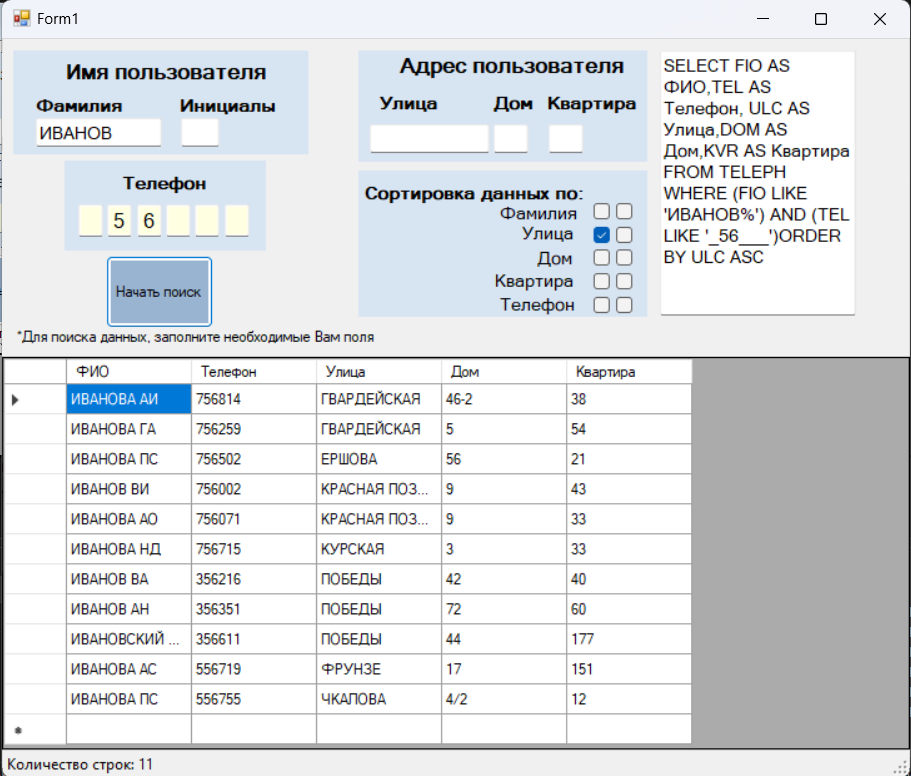 Form1
Имя пользователя
Фамилия Инициалы
ИВАНОВ
Телефон
5 6
Начать поиск
*Для поиска данных, заполните необходимые Вам поля
Адрес пользователя
Улица Дом Квартира
Сортировка данных по:
Фамилия
Улица
Дом
Квартира
Телефон
SELECT FIO AS
ФИО,TEL AS
Телефон, ULC AS
Улица,DOM AS
Дом,KVR AS Квартира
FROM TELEPH
WHERE (FIO LIKE
'ИВАНОВ%') AND (TEL
LIKE '_56___')ORDER
BY ULC ASC
ФИО Телефон Улица Дом Квартира
ИВАНОВА АИ 756814 ГВАРДЕЙСКАЯ 46-2 38
ИВАНОВА ГА 756259 ГВАРДЕЙСКАЯ 5 54
ИВАНОВА ПС 756502 ЕРШОВА 56 21
ИВАНОВ ВИ 756002 КРАСНАЯ ПОЗ... 9 43
ИВАНОВА АО 756071 КРАСНАЯ ПОЗ... 9 33
ИВАНОВА НД 756715 КУРСКАЯ 3 33
ИВАНОВ ВА 356216 ПОБЕДЫ 42 40
ИВАНОВ АН 356351 ПОБЕДЫ 72 60
ИВАНОВСКИЙ ... 356611 ПОБЕДЫ 44 177
ИВАНОВА АС 556719 ФРУНЗЕ 17 151
ИВАНОВА ПС 556755 ЧКАЛОВА 4/2 12
Количество строк: 11